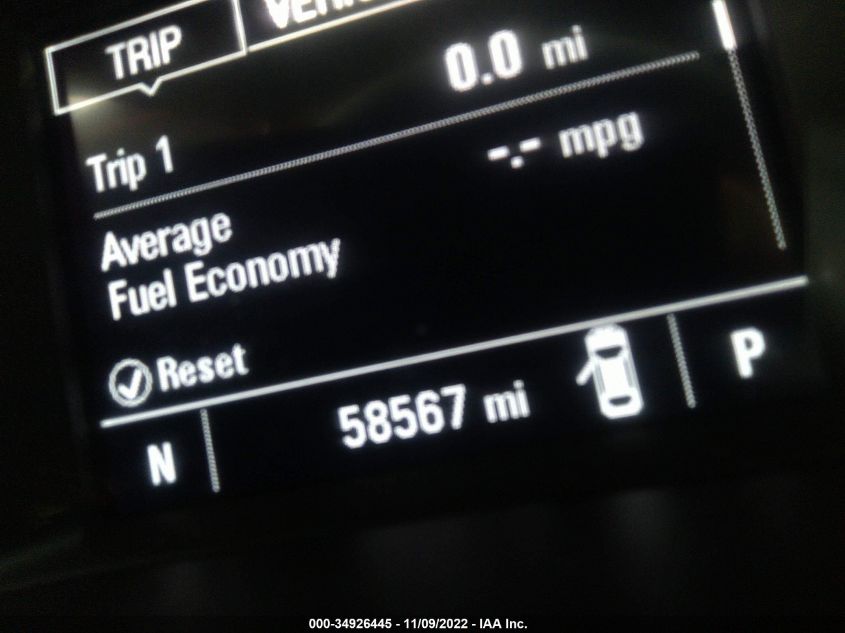 TRIP
0.0 mi
Trip 1
-.- mpg
Average
Fuel Economy
Reset
58567 mi
N
P
000-34926445 - 11/09/2022 - IAA Inc.